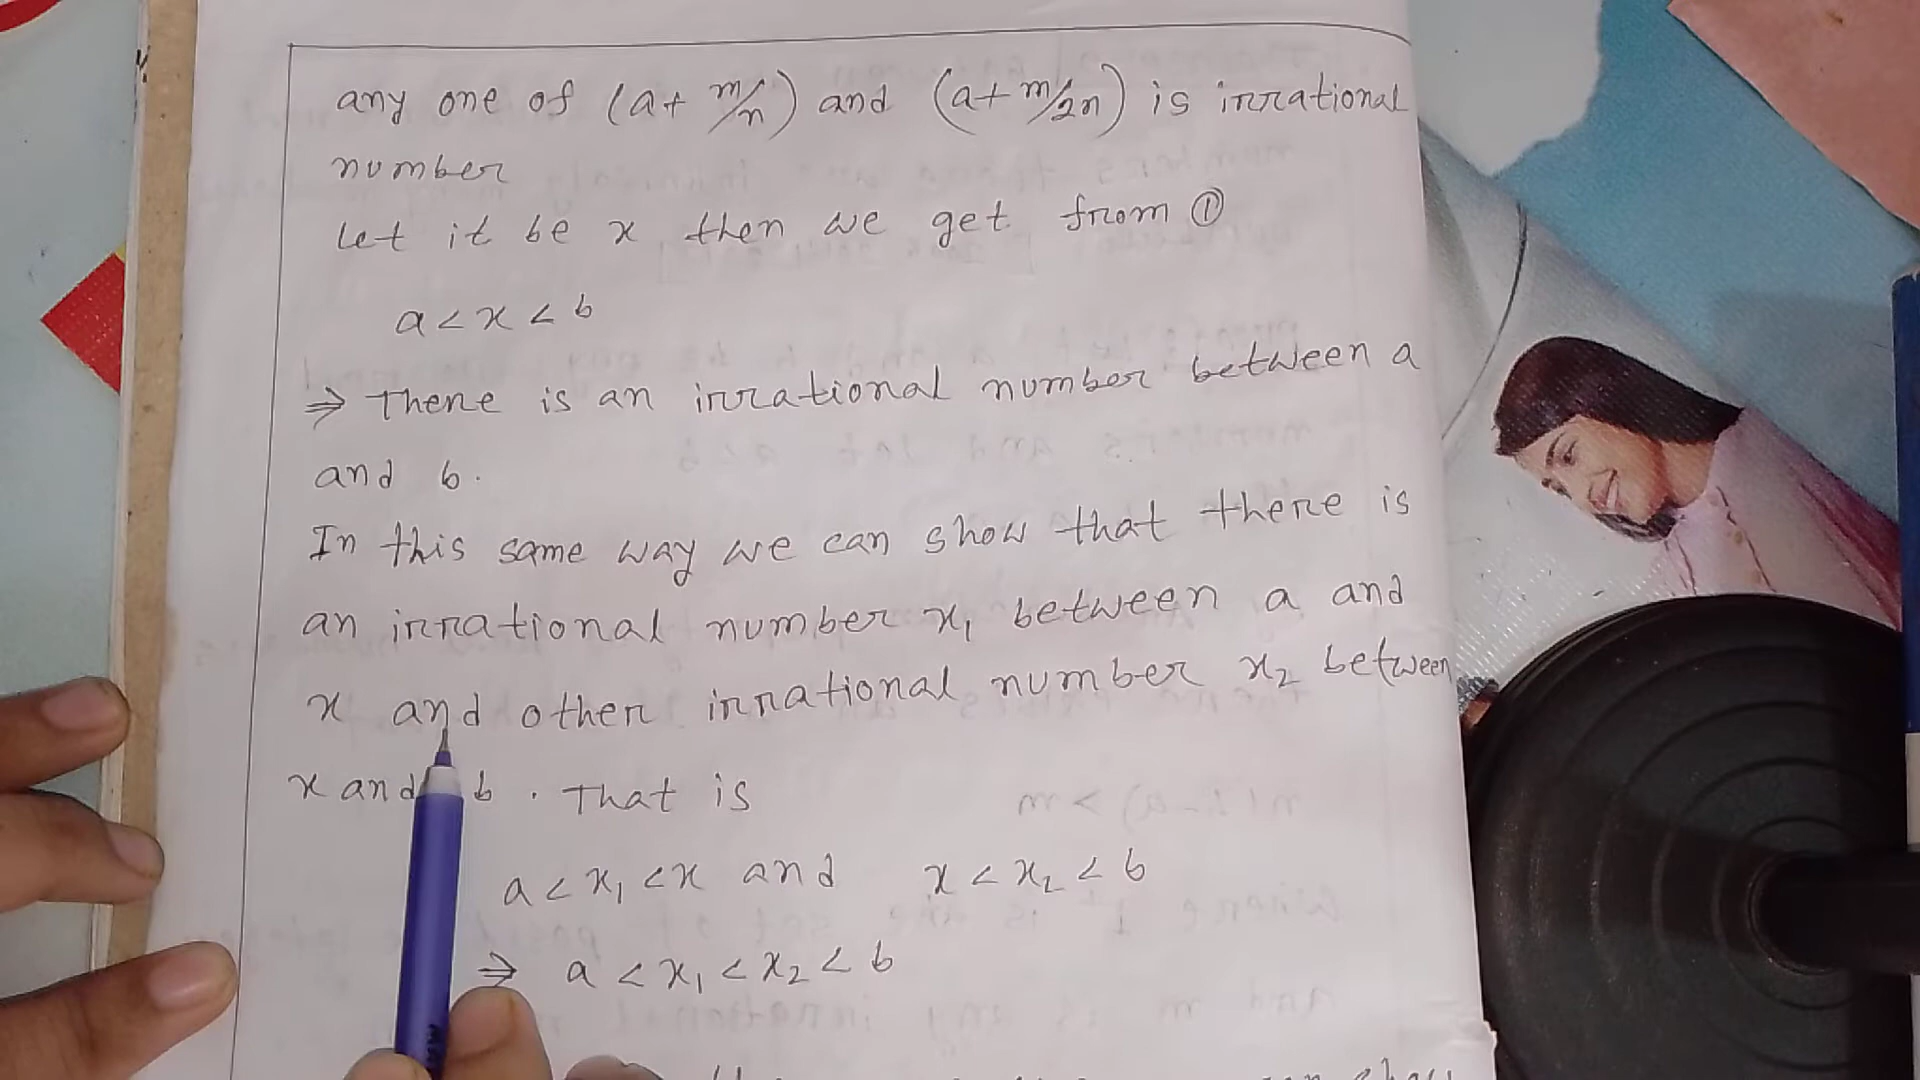 any one of (a+ m/n) and (a+ m/2n) is irrational
number
Let it be x then we get from ①
a < x < b
⇒ There is an irrational number between a
and b.
In this same way we can show that there is
an irrational number x₁ between a and
x and other irrational number x₂ between
x and b . That is
a < x₁ < x and x < x₂ < b
⇒ a < x₁ < x₂ < b